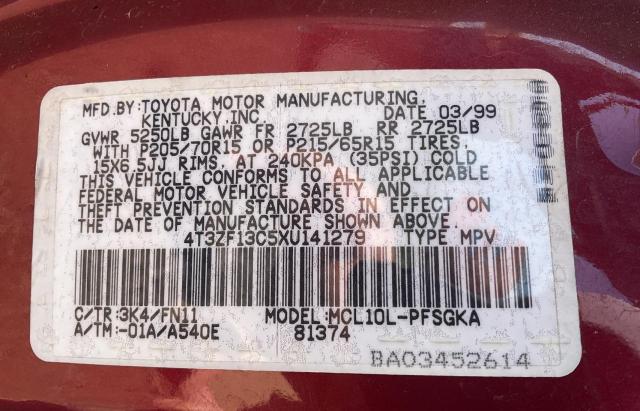 MFD.BY:TOYOTA MOTOR MANUFACTURING,
KENTUCKY,INC. DATE 03/99
GVWR 5250LB GAWR FR 2725LB RR 2725LB
WITH P205/70R15 OR P215/65R15 TIRES,
15X6.5JJ RIMS, AT 240KPA (35PSI) COLD
THIS VEHICLE CONFORMS TO ALL APPLICABLE
FEDERAL MOTOR VEHICLE SAFETY AND
THEFT PREVENTION STANDARDS IN EFFECT ON
THE DATE OF MANUFACTURE SHOWN ABOVE.
4T3ZF13C5XU141279 TYPE MPV
C/TR:3K4/FN11 MODEL:MCL10L-PFSGKA
A/TM:-01A/A540E 81374
BA03452614